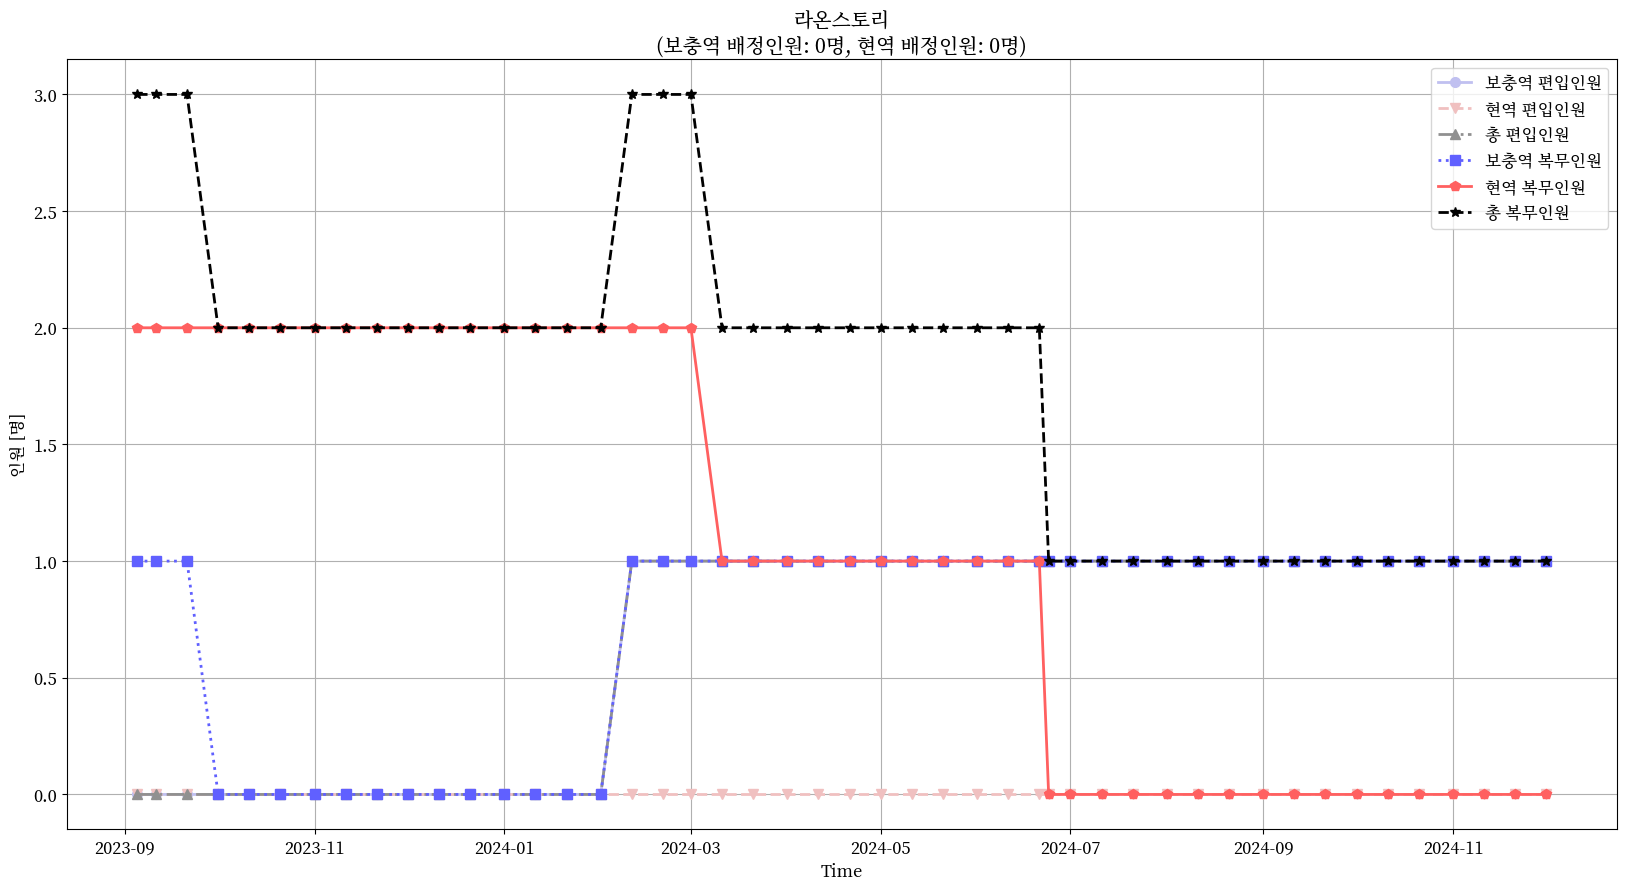 라온스토리
(보충역 배정인원: 0명, 현역 배정인원: 0명)
보충역 편입인원
현역 편입인원
총 편입인원
보충역 복무인원
현역 복무인원
총 복무인원
인원 [명]
3.0
2.5
2.0
1.5
1.0
0.5
0.0
2023-09
2023-11
2024-01
2024-03
2024-05
2024-07
2024-09
2024-11
Time